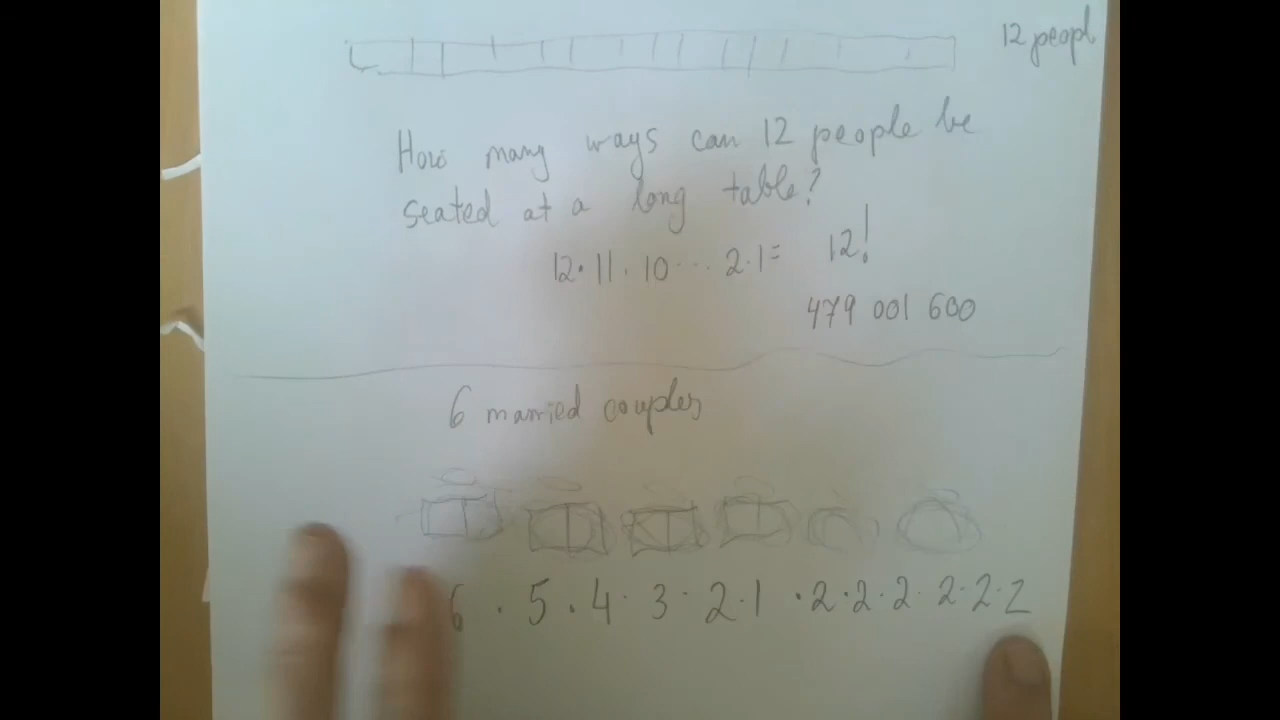 12 peopl
How many ways can 12 people be
seated at a long table?
12·11·10··· 2·1= 12!
479 001 600
6 married couples
6 · 5 · 4 · 3 · 2·1 ·2·2·2·2·2·2